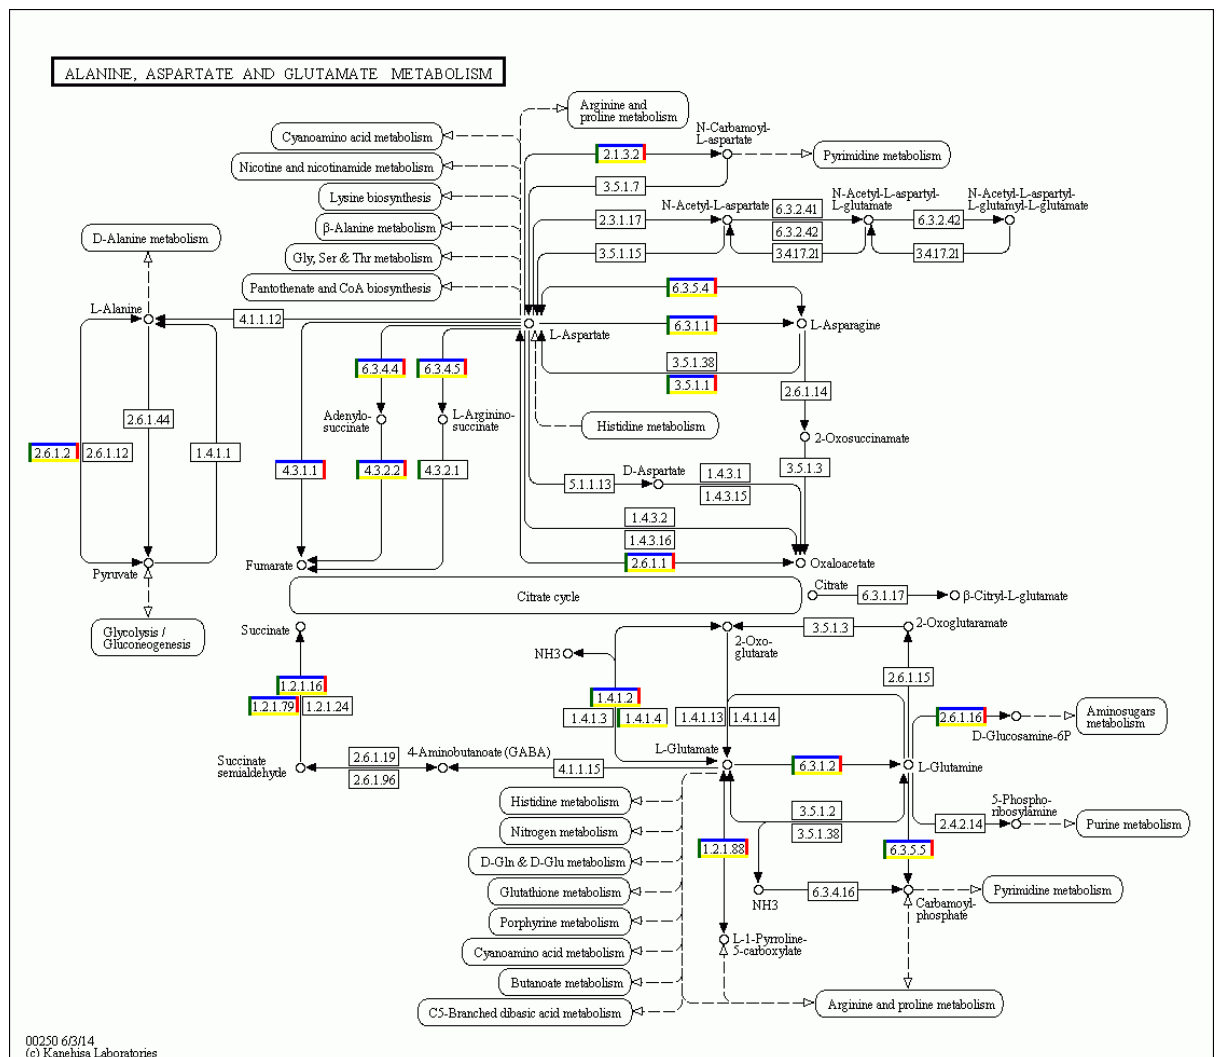 ALANINE, ASPARTATE AND GLUTAMATE METABOLISM
Arginine and
proline metabolism
Cyanoamino acid metabolism
N-Carbamoyl-
L-aspartate
2.1.3.2
Pyrimidine metabolism
Nicotine and nicotinamide metabolism
3.5.1.7
Lysine biosynthesis
N-Acetyl-L-aspartate
6.3.2.41
N-Acetyl-L-aspartyl-
L-glutamate
N-Acetyl-L-aspartyl-
L-glutamyl-L-glutamate
2.3.1.17
6.3.2.42
6.3.2.42
β-Alanine metabolism
D-Alanine metabolism
3.5.1.15
3.4.17.21
3.4.17.21
Gly, Ser & Thr metabolism
Pantothenate and CoA biosynthesis
6.3.5.4
L-Alanine
4.1.1.12
L-Aspartate
6.3.1.1
L-Asparagine
6.3.4.4
6.3.4.5
3.5.1.38
3.5.1.1
2.6.1.14
2.6.1.44
Adenylo-
succinate
L-Arginino-
succinate
Histidine metabolism
2-Oxosuccinamate
2.6.1.2
2.6.1.12
1.4.1.1
4.3.1.1
4.3.2.2
4.3.2.1
5.1.1.13
D-Aspartate
1.4.3.1
1.4.3.15
3.5.1.3
1.4.3.2
1.4.3.16
Pyruvate
Fumarate
2.6.1.1
Oxaloacetate
Citrate cycle
Citrate
6.3.1.17
β-Citryl-L-glutamate
Glycolysis /
Gluconeogenesis
Succinate
2-Oxo-
glutarate
3.5.1.3
2-Oxoglutaramate
NH3
1.2.1.16
1.2.1.79
1.2.1.24
1.4.1.2
1.4.1.3
1.4.1.4
1.4.1.13
1.4.1.14
2.6.1.15
2.6.1.16
D-Glucosamine-6P
Aminosugars
metabolism
Succinate
semialdehyde
2.6.1.19
2.6.1.96
4-Aminobutanoate (GABA)
4.1.1.15
L-Glutamate
6.3.1.2
L-Glutamine
Histidine metabolism
3.5.1.2
3.5.1.38
2.4.2.14
5-Phospho-
ribosylamine
Purine metabolism
Nitrogen metabolism
1.2.1.88
6.3.5.5
D-Gln & D-Glu metabolism
Glutathione metabolism
NH3
6.3.4.16
Carbamoyl-
phosphate
Pyrimidine metabolism
Porphyrine metabolism
L-1-Pyrroline-
5-carboxylate
Cyanoamino acid metabolism
Butanoate metabolism
Arginine and proline metabolism
C5-Branched dibasic acid metabolism
00250 6/3/14
(c) Kanehisa Laboratories